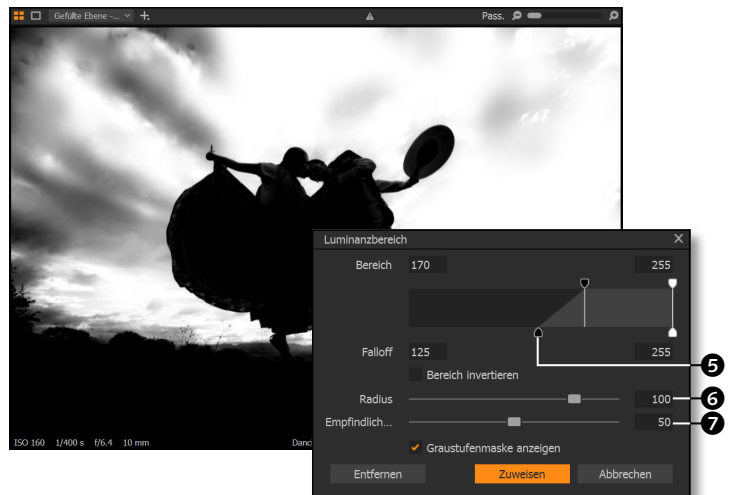 Gefülte Ebene -... Pass.
Luminanzbereich
Bereich 170 255
Falloff 125 255
Bereich invertieren
Radius 100
Empfindlich... 50
Graustufenmaske anzeigen
Entfernen Zuweisen Abbrechen
ISO 160 1/400 s f/6.4 10 mm Danc
5
6
7